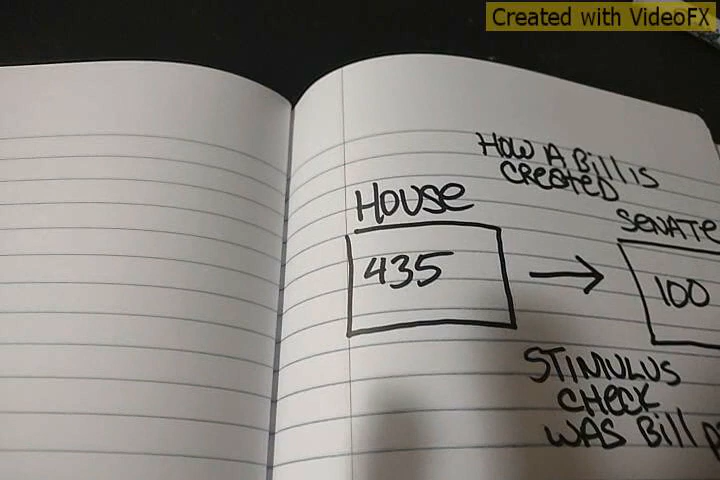 Created with VideoFX
HOW A Bill is
CREATED
HOUSE
SENATE
435
100
STIMULUS
CHECK
WAS Bill